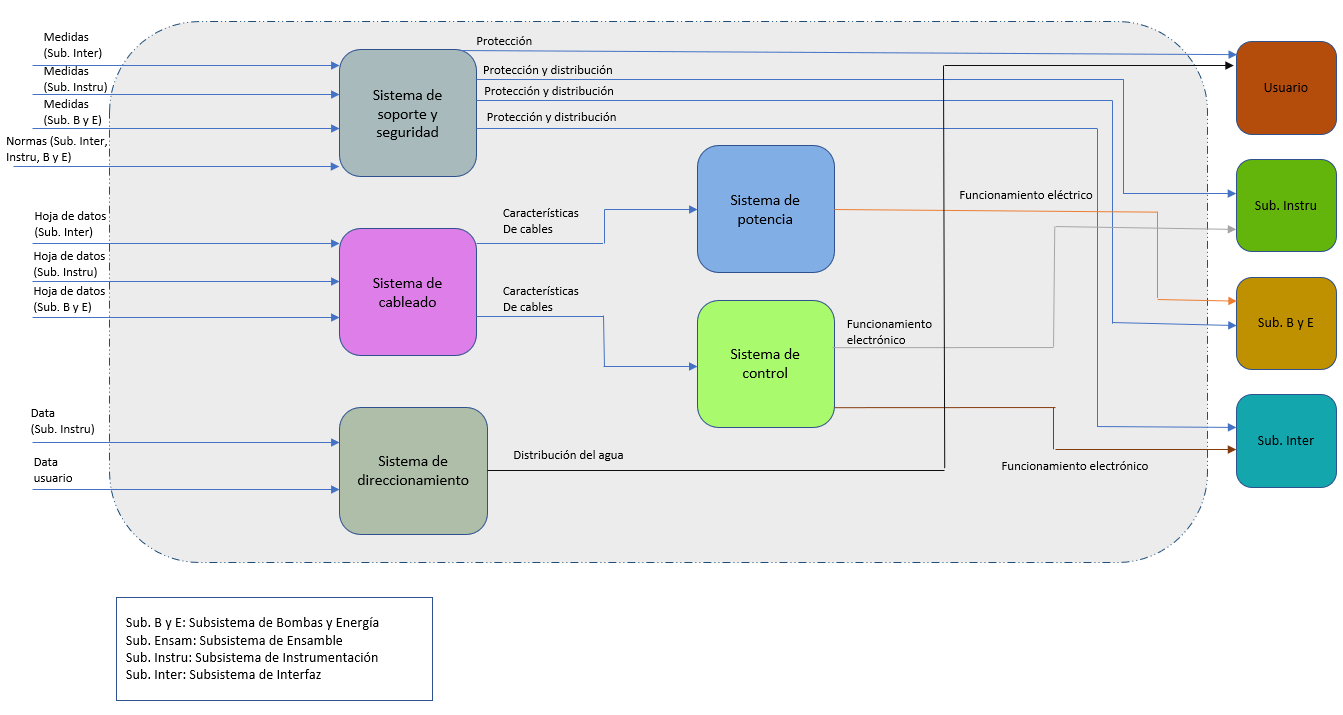 Medidas
(Sub. Inter)
Medidas
(Sub. Instru)
Medidas
(Sub. B y E)
Normas (Sub. Inter,
Instru, B y E)
Sistema de
soporte y
seguridad
Protección
Protección y distribución
Protección y distribución
Protección y distribución
Usuario
Hoja de datos
(Sub. Inter)
Hoja de datos
(Sub. Instru)
Hoja de datos
(Sub. B y E)
Sistema de
cableado
Características
De cables
Características
De cables
Sistema de
potencia
Funcionamiento eléctrico
Sub. Instru
Sistema de
control
Funcionamiento
electrónico
Sub. B y E
Data
(Sub. Instru)
Data
usuario
Sistema de
direccionamiento
Distribución del agua
Funcionamiento electrónico
Sub. Inter
Sub. B y E: Subsistema de Bombas y Energía
Sub. Ensam: Subsistema de Ensamble
Sub. Instru: Subsistema de Instrumentación
Sub. Inter: Subsistema de Interfaz